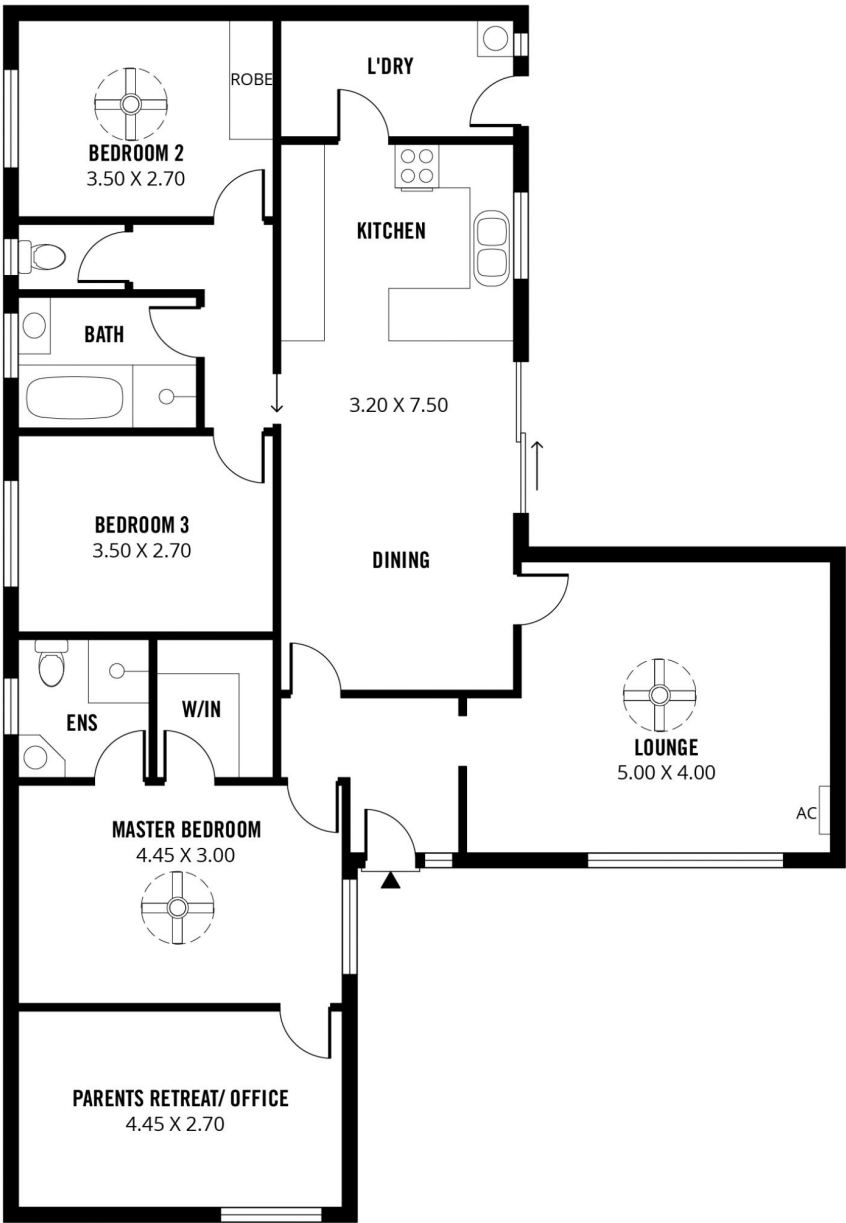 L'DRY
ROBE
BEDROOM 2
3.50 X 2.70
KITCHEN
BATH
3.20 X 7.50
BEDROOM 3
3.50 X 2.70
DINING
ENS
W/IN
LOUNGE
5.00 X 4.00
AC
MASTER BEDROOM
4.45 X 3.00
PARENTS RETREAT/ OFFICE
4.45 X 2.70